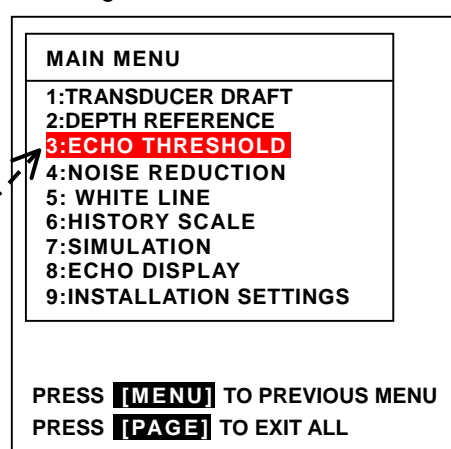 MAIN MENU
1:TRANSDUCER DRAFT
2:DEPTH REFERENCE
3:ECHO THRESHOLD
4:NOISE REDUCTION
5: WHITE LINE
6:HISTORY SCALE
7:SIMULATION
8:ECHO DISPLAY
9:INSTALLATION SETTINGS
PRESS [MENU] TO PREVIOUS MENU
PRESS [PAGE] TO EXIT ALL